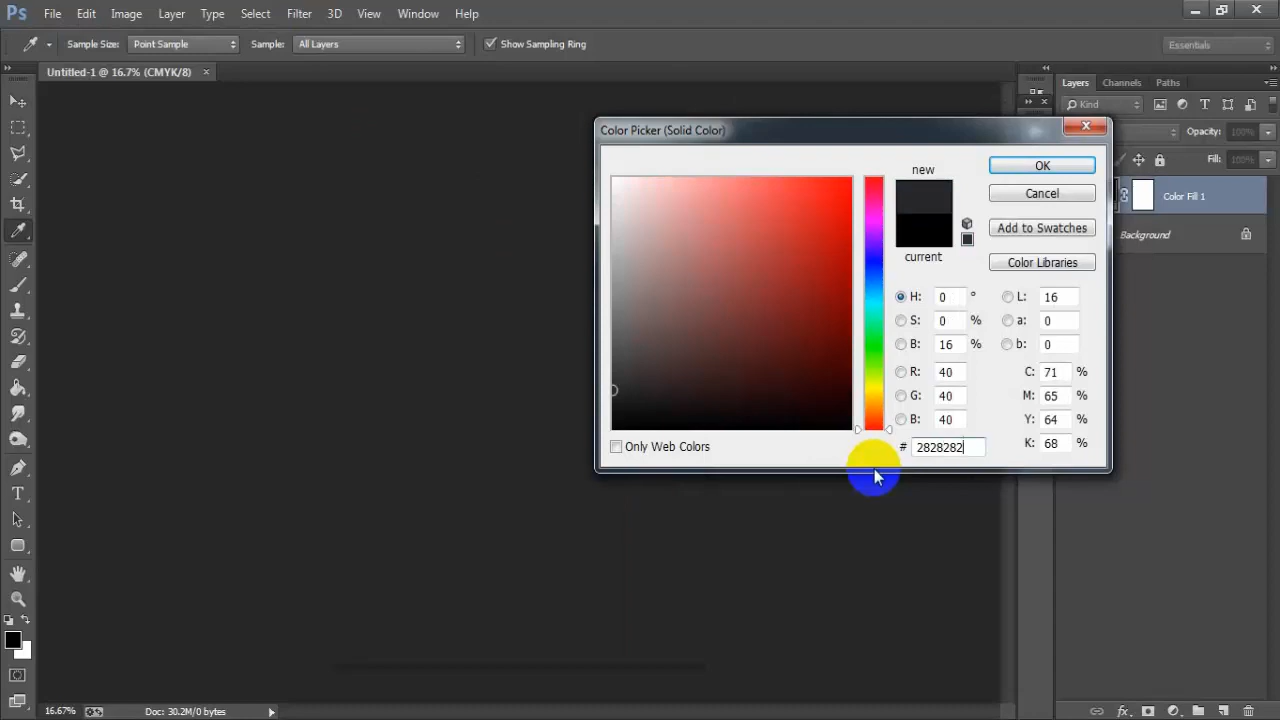 Ps File Edit Image Layer Type Select Filter 3D View Window Help
Sample Size: Point Sample Sample: All Layers Show Sampling Ring Essentials
Untitled-1 @ 16.7% (CMYK/8) ×
Layers Channels Paths
Kind
Opacity: 100%
Fill: 100%
Color Fill 1
Background
Color Picker (Solid Color)
new
current
OK
Cancel
Add to Swatches
Color Libraries
H: 0 ° L: 16
S: 0 % a: 0
B: 16 % b: 0
R: 40 C: 71 %
G: 40 M: 65 %
B: 40 Y: 64 %
# 2828282 K: 68 %
Only Web Colors
16.67% Doc: 30.2M/0 bytes